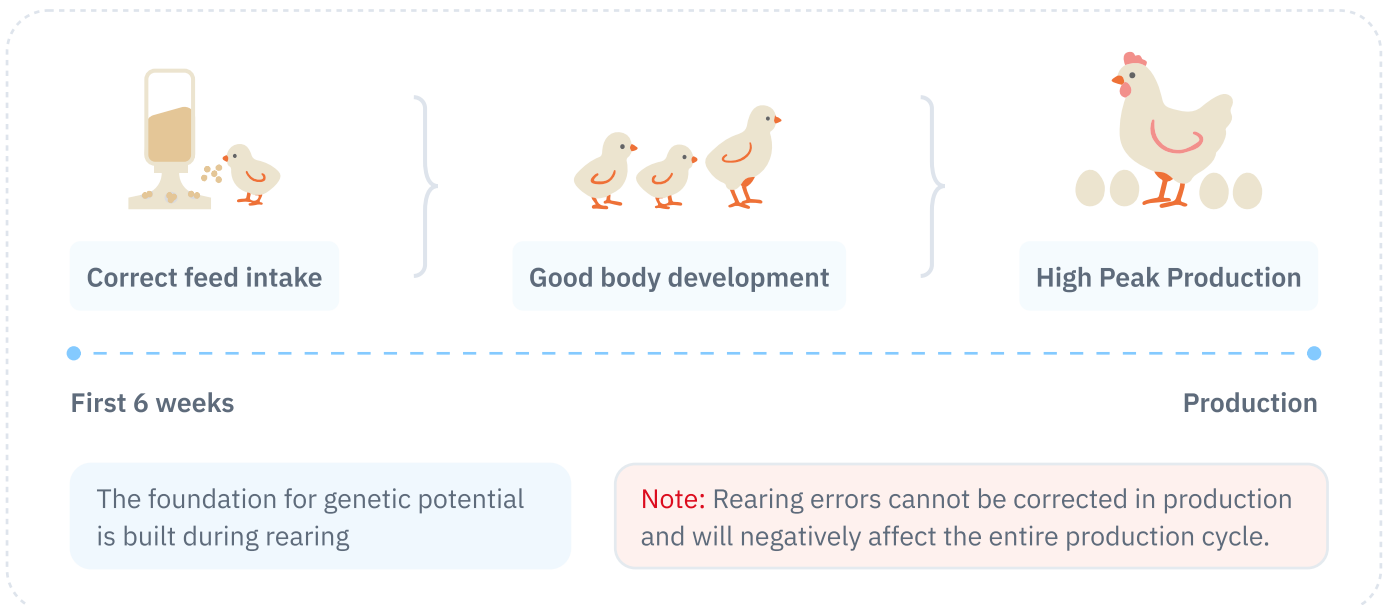 Correct feed intake
Good body development
High Peak Production
First 6 weeks
Production
The foundation for genetic potential
is built during rearing
Note: Rearing errors cannot be corrected in production
and will negatively affect the entire production cycle.